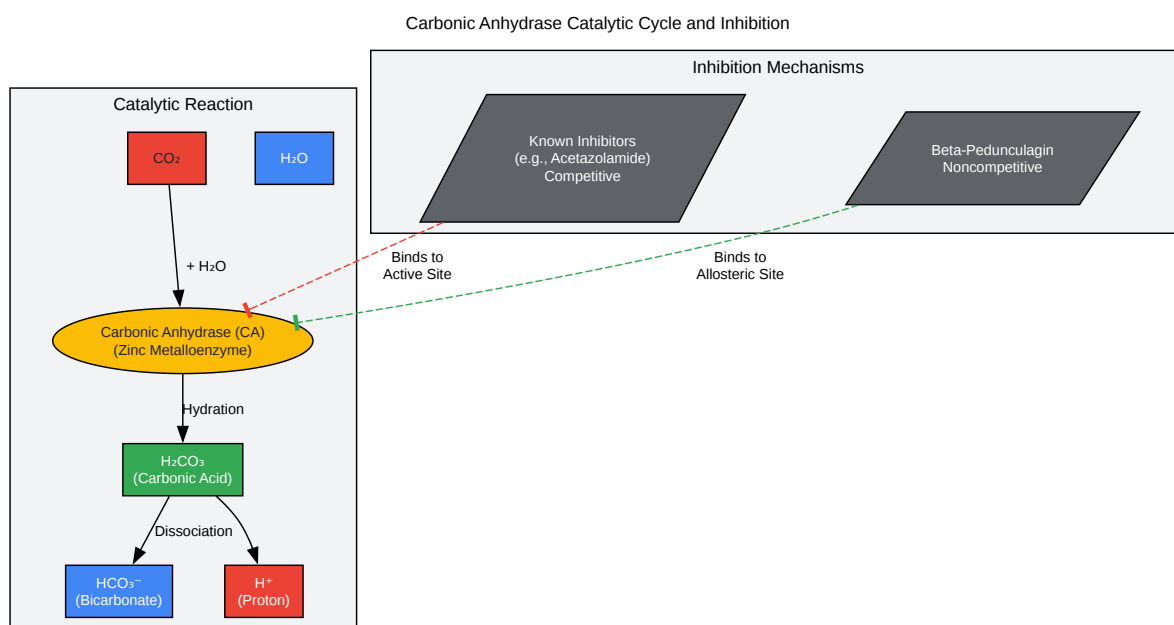 Carbonic Anhydrase Catalytic Cycle and Inhibition
Inhibition Mechanisms
Known Inhibitors
(e.g., Acetazolamide)
Competitive
Beta-Pedunculagin
Noncompetitive
Binds to
Active Site
Binds to
Allosteric Site
Catalytic Reaction
CO₂
H₂O
+ H₂O
Carbonic Anhydrase (CA)
(Zinc Metalloenzyme)
Hydration
H₂CO₃
(Carbonic Acid)
Dissociation
HCO₃⁻
(Bicarbonate)
H⁺
(Proton)